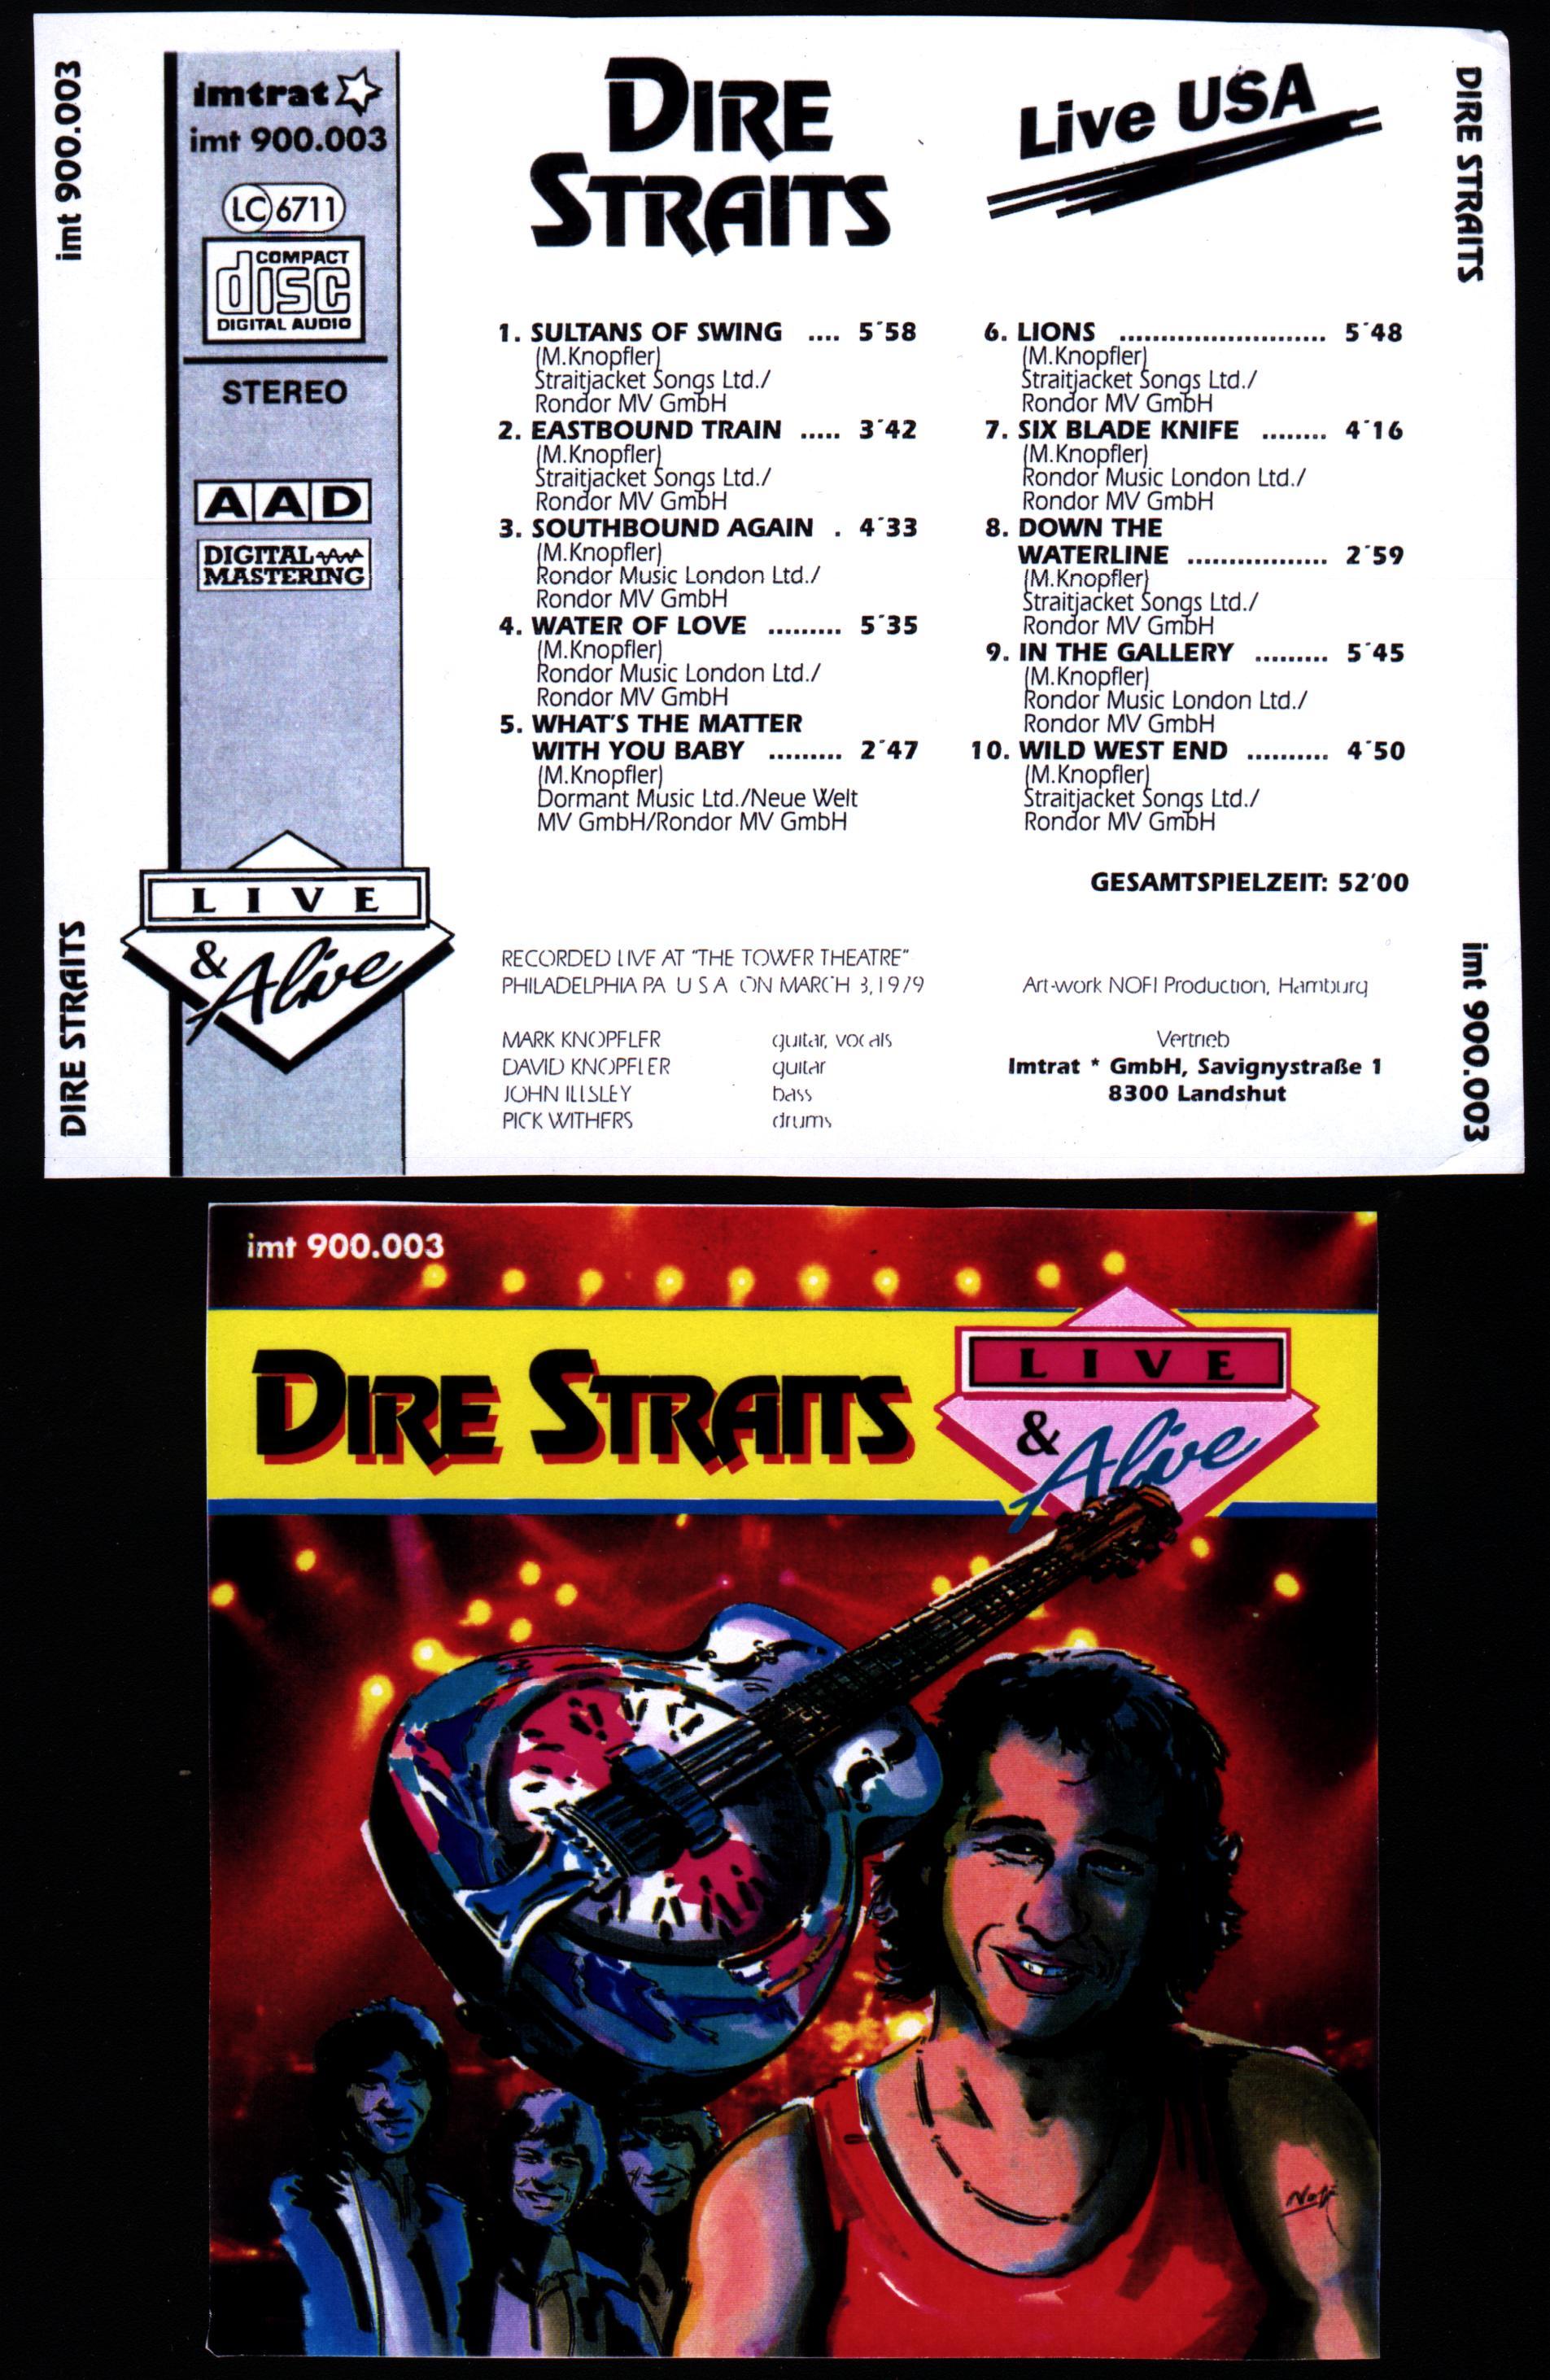 imt 900.003
DIRE STRAITS
imtrat
imt 900.003
LC 6711
COMPACT
disc
DIGITAL AUDIO
STEREO
AAD
DIGITAL
MASTERING
LIVE
& Alive
DIRE
STRAITS
Live USA
1. SULTANS OF SWING .... 5´58
(M.Knopfler)
Straitjacket Songs Ltd./
Rondor MV GmbH
2. EASTBOUND TRAIN ..... 3´42
(M.Knopfler)
Straitjacket Songs Ltd./
Rondor MV GmbH
3. SOUTHBOUND AGAIN . 4´33
(M.Knopfler)
Rondor Music London Ltd./
Rondor MV GmbH
4. WATER OF LOVE ......... 5´35
(M.Knopfler)
Rondor Music London Ltd./
Rondor MV GmbH
5. WHAT'S THE MATTER
WITH YOU BABY ......... 2´47
(M.Knopfler)
Dormant Music Ltd./Neue Welt
MV GmbH/Rondor MV GmbH
6. LIONS ......................... 5´48
(M.Knopfler)
Straitjacket Songs Ltd./
Rondor MV GmbH
7. SIX BLADE KNIFE ........ 4´16
(M.Knopfler)
Rondor Music London Ltd./
Rondor MV GmbH
8. DOWN THE
WATERLINE ................. 2´59
(M.Knopfler)
Straitjacket Songs Ltd./
Rondor MV GmbH
9. IN THE GALLERY ......... 5´45
(M.Knopfler)
Rondor Music London Ltd./
Rondor MV GmbH
10. WILD WEST END .......... 4´50
(M.Knopfler)
Straitjacket Songs Ltd./
Rondor MV GmbH
GESAMTSPIELZEIT: 52'00
RECORDED LIVE AT "THE TOWER THEATRE"
PHILADELPHIA PA U S A ON MARCH 3, 1979
MARK KNOPFLER guitar, vocals
DAVID KNOPFLER guitar
JOHN ILLSLEY bass
PICK WITHERS drums
Art-work NOFI Production, Hamburg
Vertrieb
Imtrat * GmbH, Savignystraße 1
8300 Landshut
DIRE STRAITS
imt 900.003
imt 900.003
DIRE STRAITS
LIVE
& Alive
Nofi